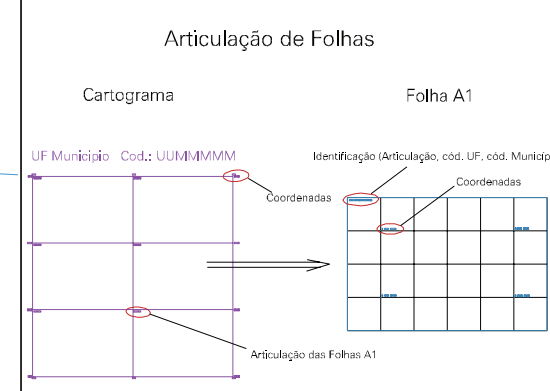 Articulação de Folhas
Cartograma
Folha A1
UF Municipio Cod.: UUMMMMM
Identificação (Articulação, cód. UF, cód. Municíp
Coordenadas
Coordenadas
Articulação das Folhas A1